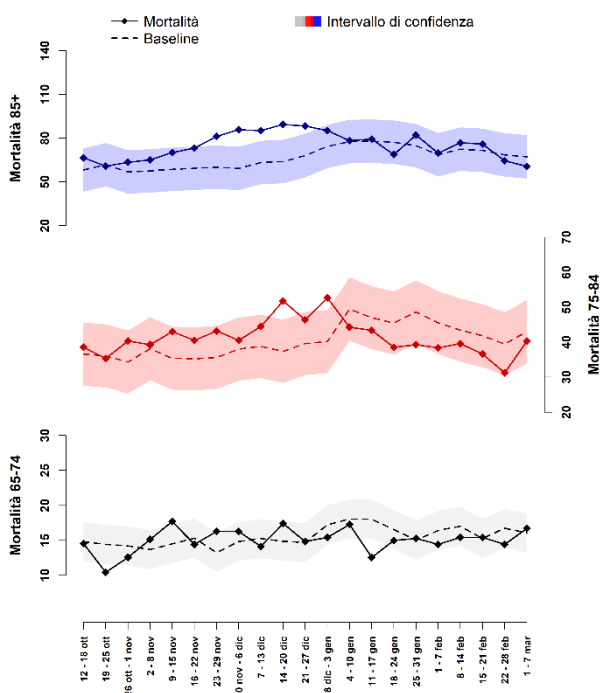 Mortalità
Baseline
Intervallo di confidenza
Mortalità 85+
140
110
80
50
20
Mortalità 75-84
70
60
50
40
30
20
Mortalità 65-74
30
25
20
15
10
12 - 18 ott
19 - 25 ott
26 ott - 1 nov
2 - 8 nov
9 - 15 nov
16 - 22 nov
23 - 29 nov
0 nov - 6 dic
7 - 13 dic
14 - 20 dic
21 - 27 dic
8 dic - 3 gen
4 - 10 gen
11 - 17 gen
18 - 24 gen
25 - 31 gen
1 - 7 feb
8 - 14 feb
15 - 21 feb
22 - 28 feb
1 - 7 mar